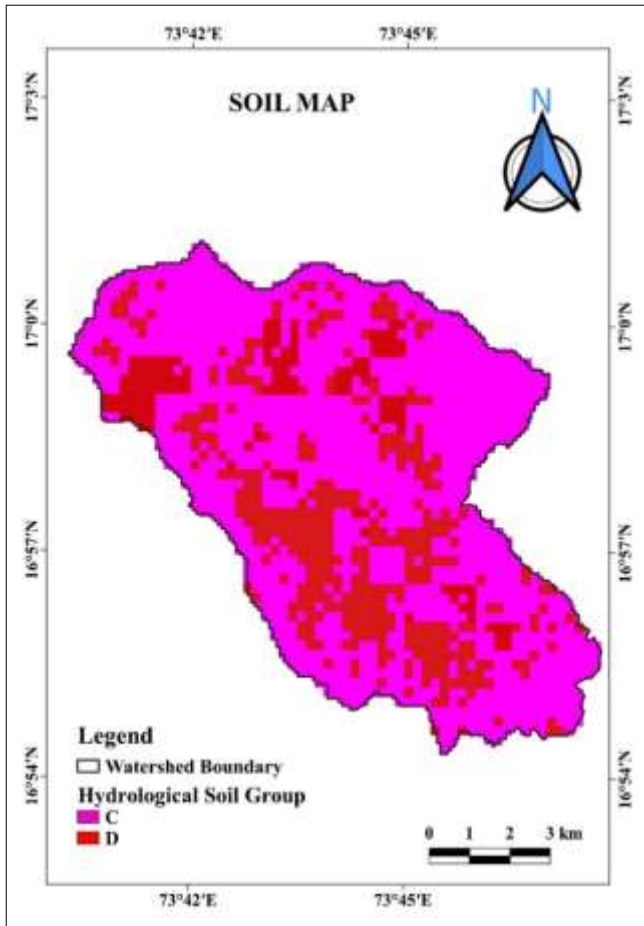 73°42'E 73°45'E
SOIL MAP
N
17°3'N 17°3'N
17°0'N 17°0'N
16°57'N 16°57'N
16°54'N 16°54'N
Legend
Watershed Boundary
Hydrological Soil Group
C
D
0 1 2 3 km
73°42'E 73°45'E